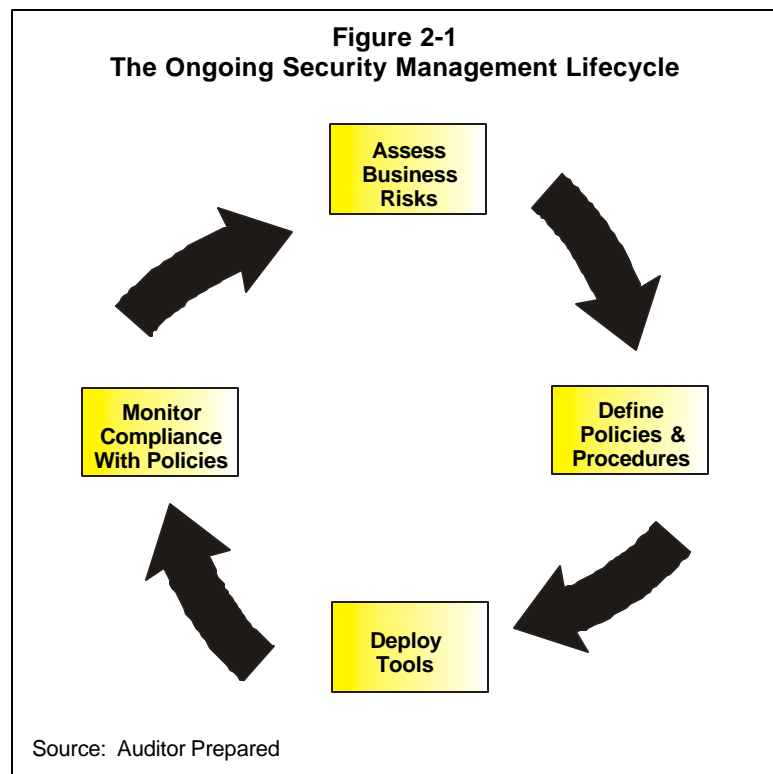 Figure 2-1
The Ongoing Security Management Lifecycle
Assess
Business
Risks
Define
Policies &
Procedures
Deploy
Tools
Monitor
Compliance
With Policies
Source: Auditor Prepared